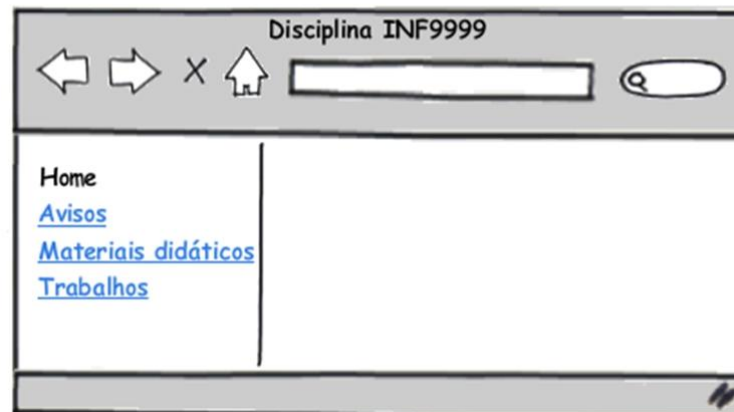 Disciplina INF9999
Home
Avisos
Materiais didáticos
Trabalhos